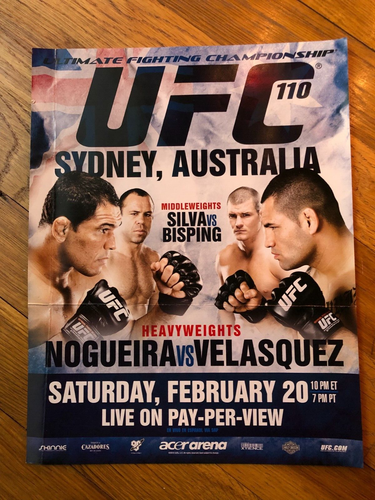 ULTIMATE FIGHTING CHAMPIONSHIP®
UFC®
110
SYDNEY, AUSTRALIA
MIDDLEWEIGHTS
SILVA VS
BISPING
UFC
UFC
UFC
HEAVYWEIGHTS
NOGUEIRA VS VELASQUEZ
SATURDAY, FEBRUARY 20 10 PM ET
7 PM PT
LIVE ON PAY-PER-VIEW
CAZADORES
acer arena
UFC.COM